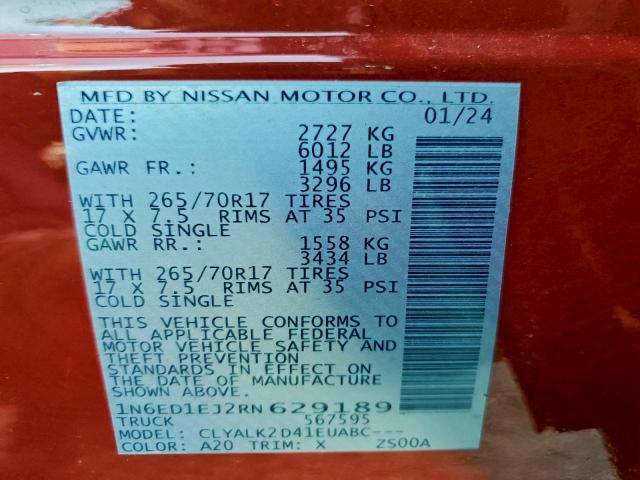 MFD BY NISSAN MOTOR CO., LTD.
DATE: 01/24
GVWR: 2727 KG
6012 LB
GAWR FR.: 1495 KG
3296 LB
WITH 265/70R17 TIRES
17 X 7.5 RIMS AT 35 PSI
COLD SINGLE
GAWR RR.: 1558 KG
3434 LB
WITH 265/70R17 TIRES
17 X 7.5 RIMS AT 35 PSI
COLD SINGLE
THIS VEHICLE CONFORMS TO
ALL APPLICABLE FEDERAL
MOTOR VEHICLE SAFETY AND
THEFT PREVENTION
STANDARDS IN EFFECT ON
THE DATE OF MANUFACTURE
SHOWN ABOVE.
1N6ED1EJ2RN629189
TRUCK 567595
MODEL: CLYALK2D41EUABC---
COLOR: A20 TRIM: X ZS00A